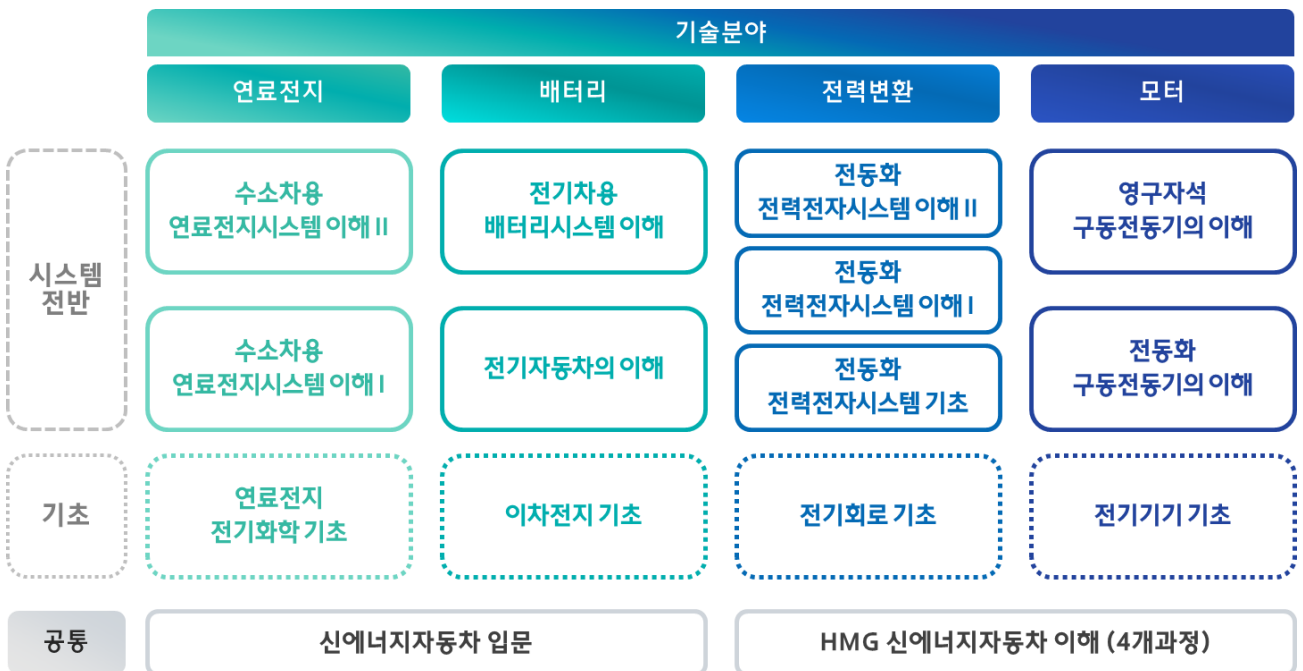 기술분야
연료전지
배터리
전력변환
모터
시스템
전반
수소차용
연료전지시스템 이해 II
전기차용
배터리시스템 이해
전동화
전력전자시스템 이해 II
영구자석
구동전동기의 이해
전동화
전력전자시스템 이해 I
수소차용
연료전지시스템 이해 I
전기자동차의 이해
전동화
전력전자시스템 기초
전동화
구동전동기의 이해
기초
연료전지
전기화학 기초
이차전지 기초
전기회로 기초
전기기기 기초
공통
신에너지자동차 입문
HMG 신에너지자동차 이해 (4개과정)